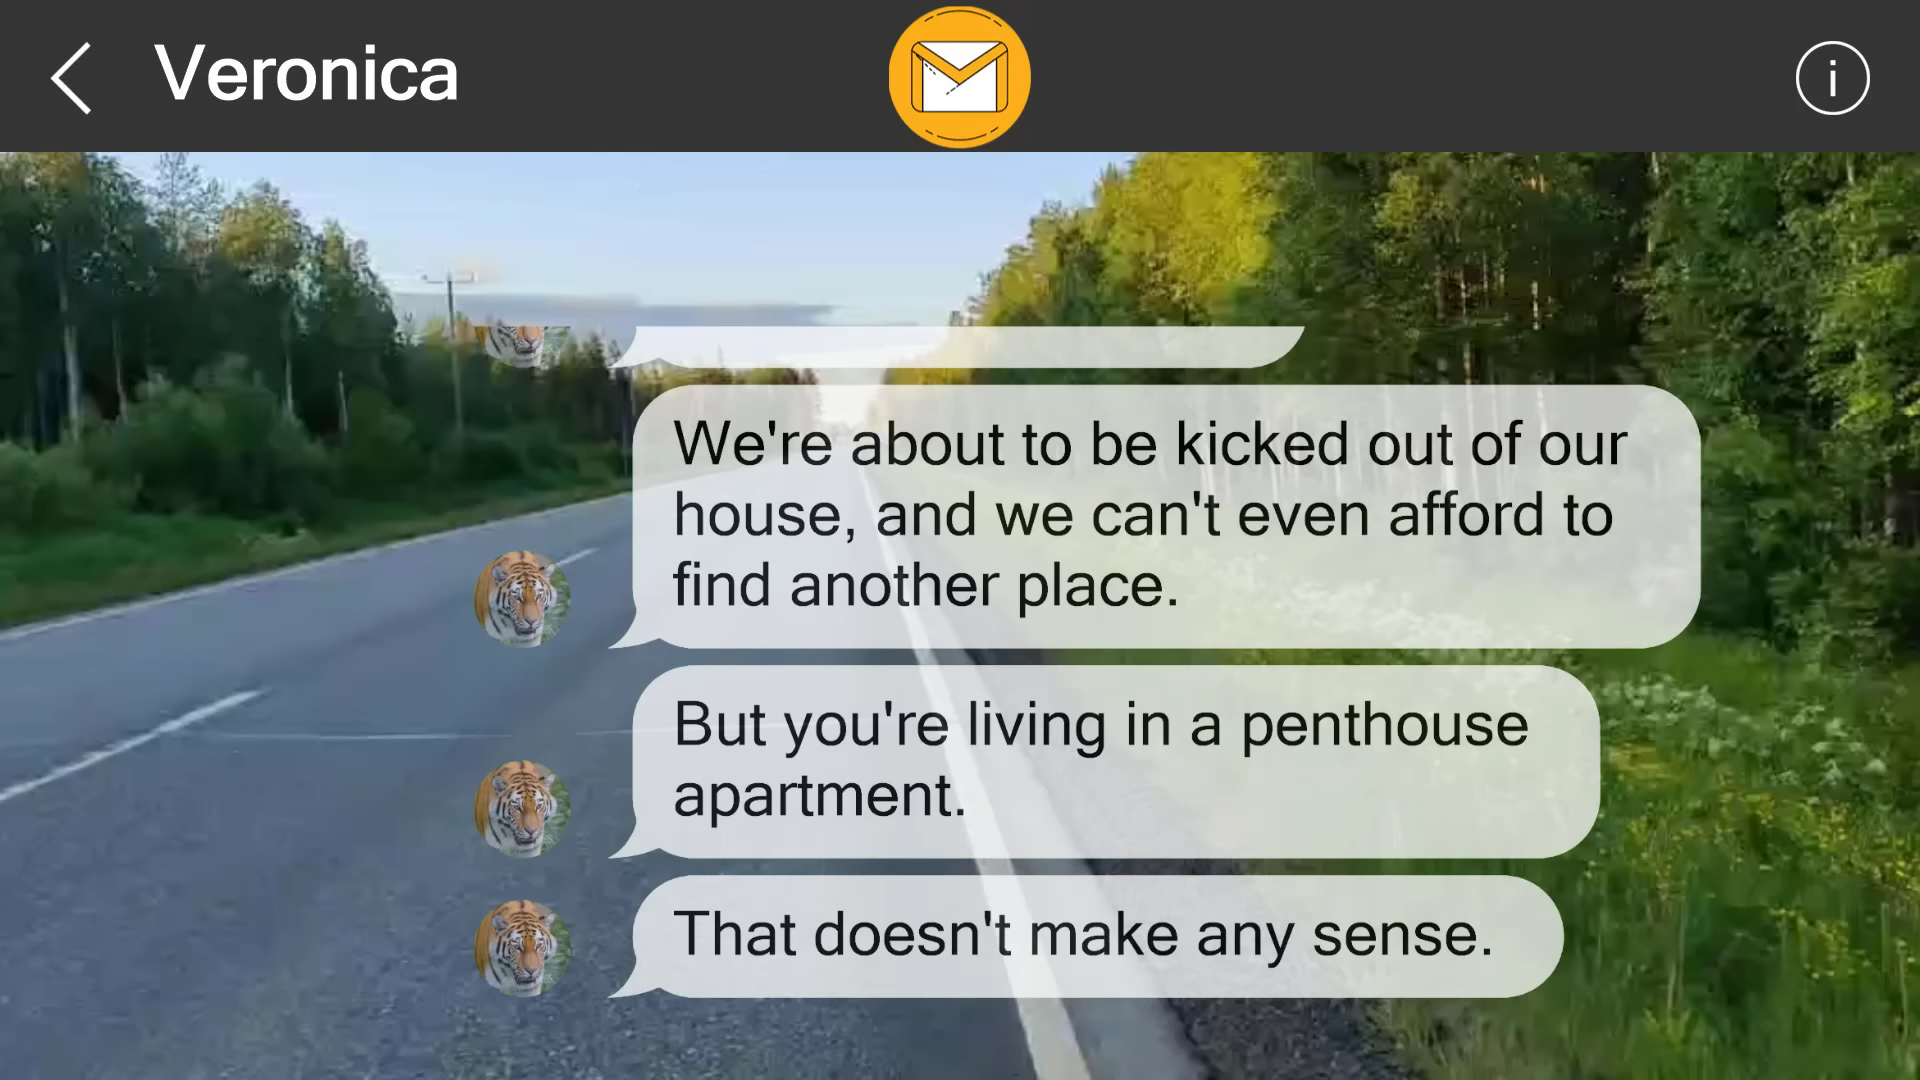 Veronica
We're about to be kicked out of our
house, and we can't even afford to
find another place.
But you're living in a penthouse
apartment.
That doesn't make any sense.